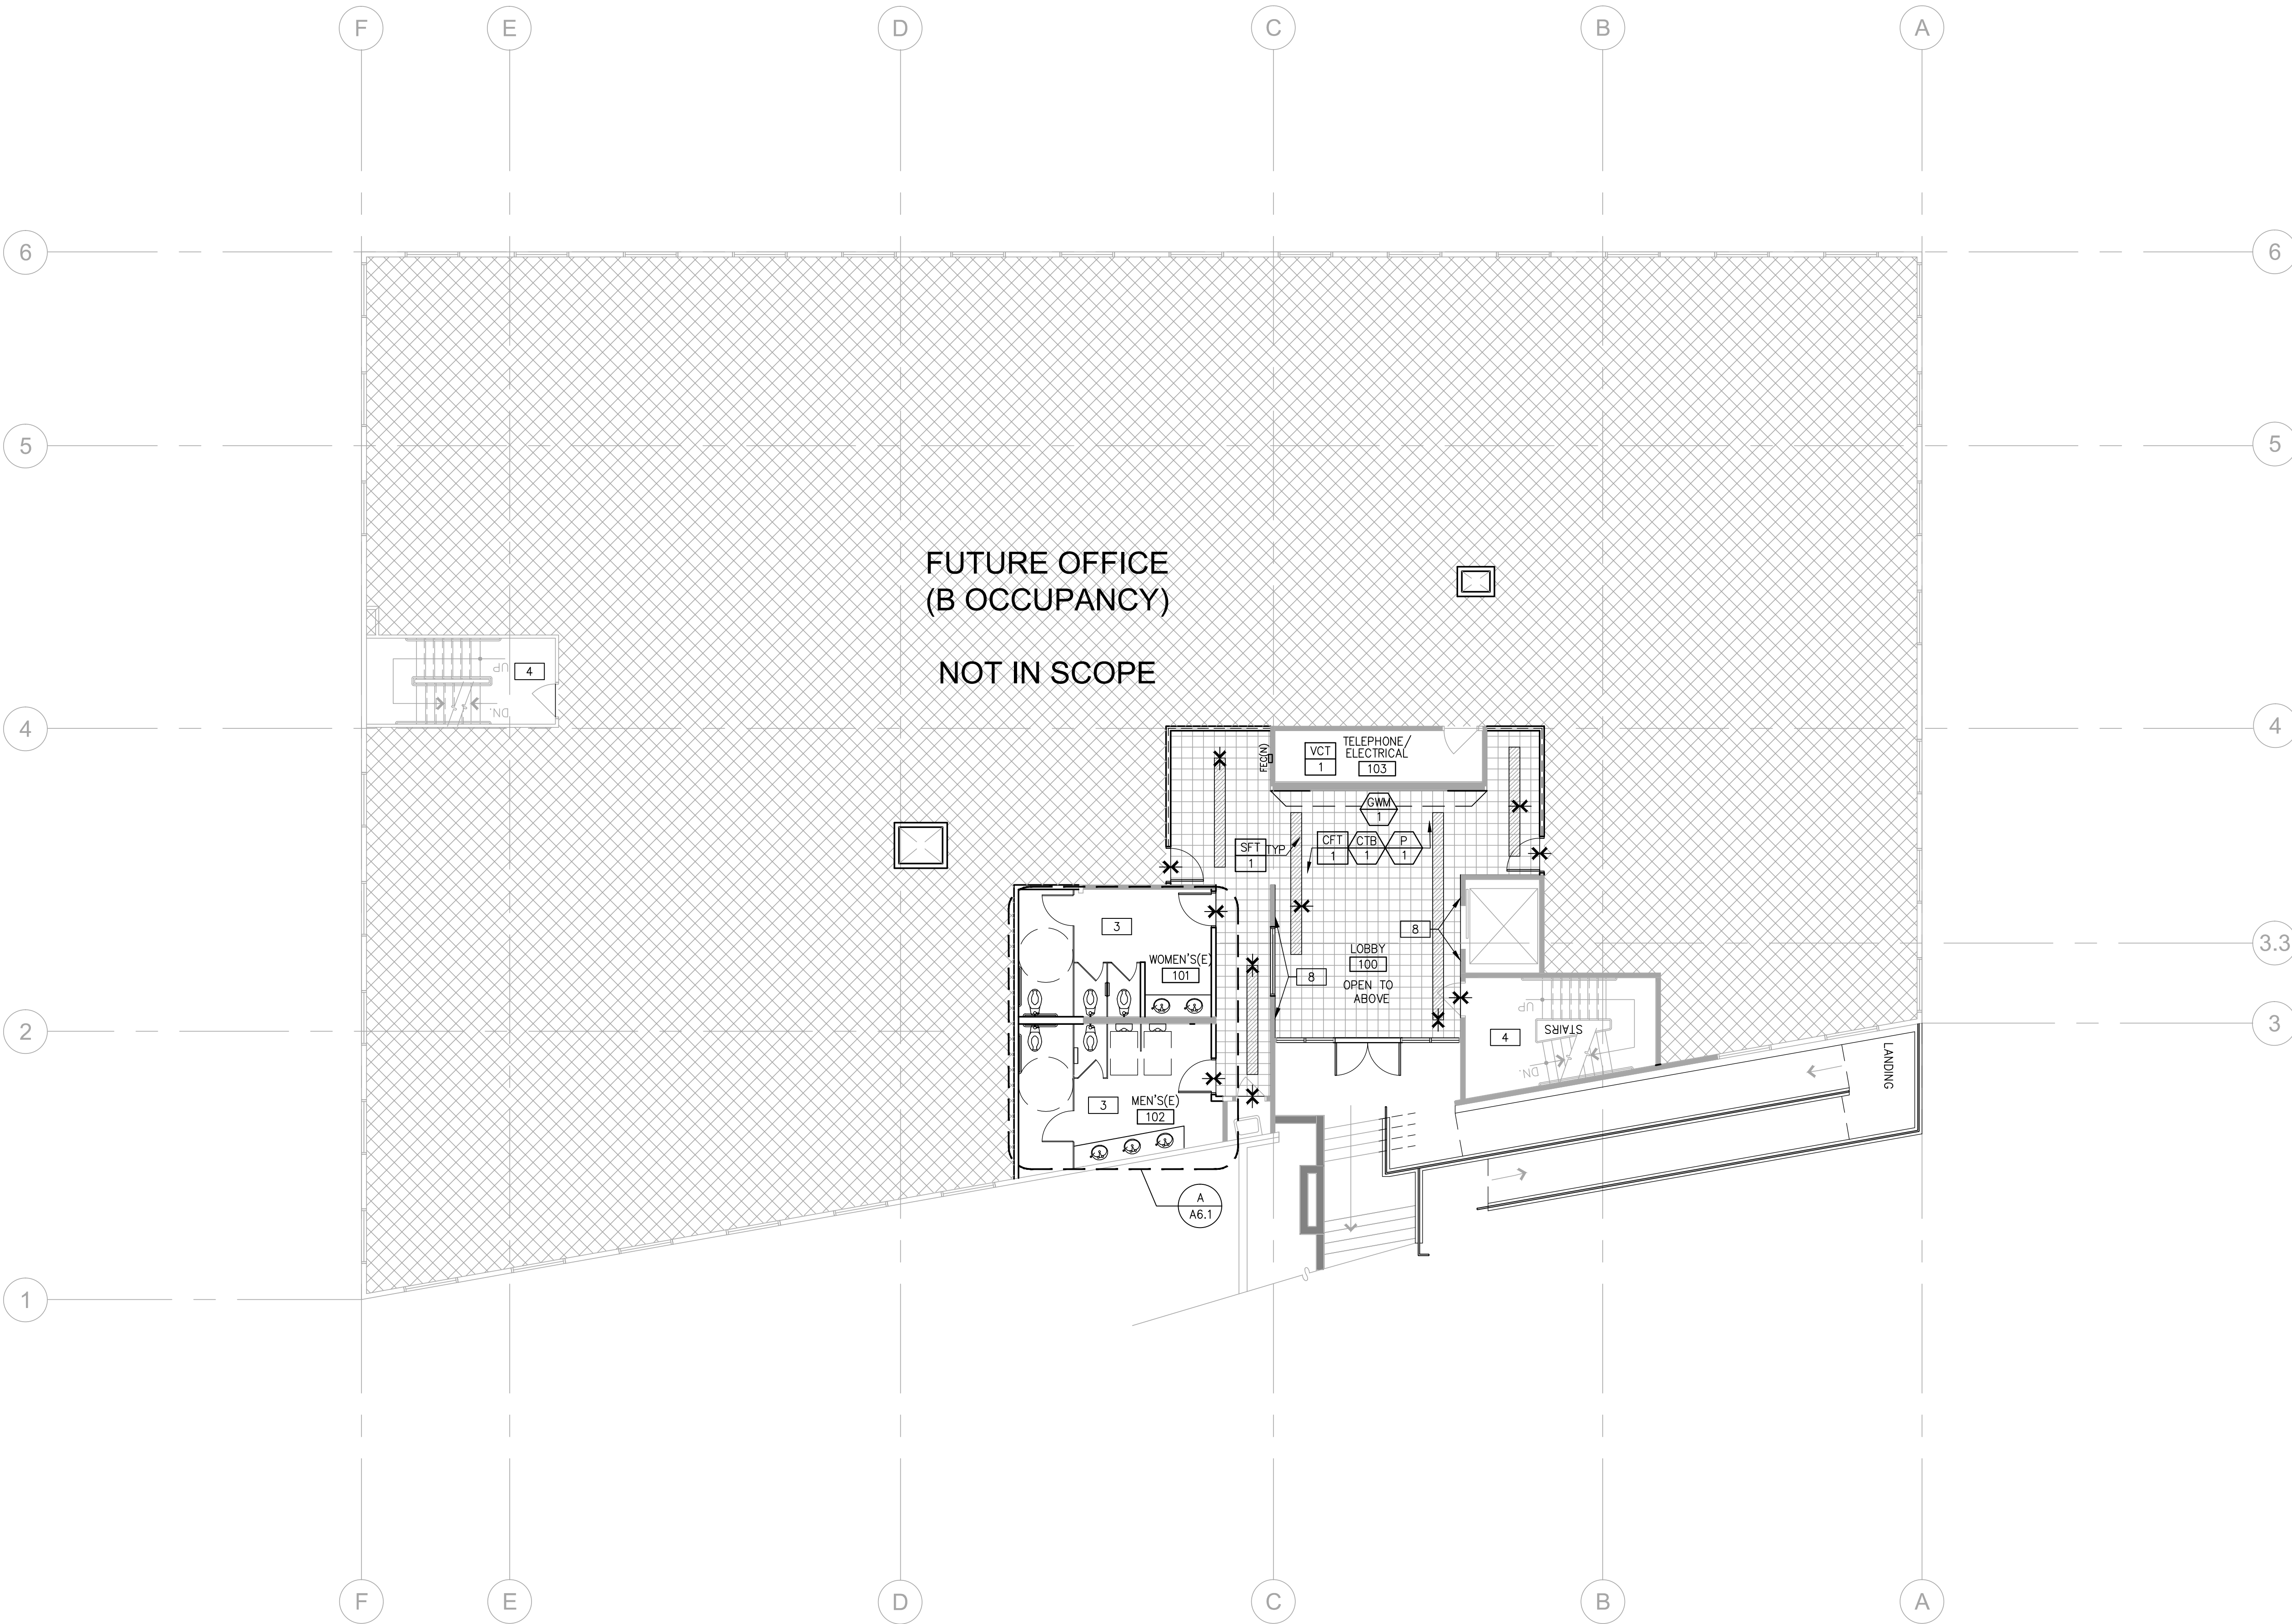 F E D C B A
6 6
5 5
FUTURE OFFICE
(B OCCUPANCY)
NOT IN SCOPE
UP
4
DN.
4 4
FEC(N)
VCT
1
TELEPHONE/
ELECTRICAL
103
GWM
1
SFT
1
TYP
CFT
1
CTB
1
P
1
3
8
WOMEN'S(E)
101
LOBBY
100
8
OPEN TO
ABOVE
3.3
2 3
UP
STAIRS
4
DN.
LANDING
3
MEN'S(E)
102
A
A6.1
1
F E D C B A